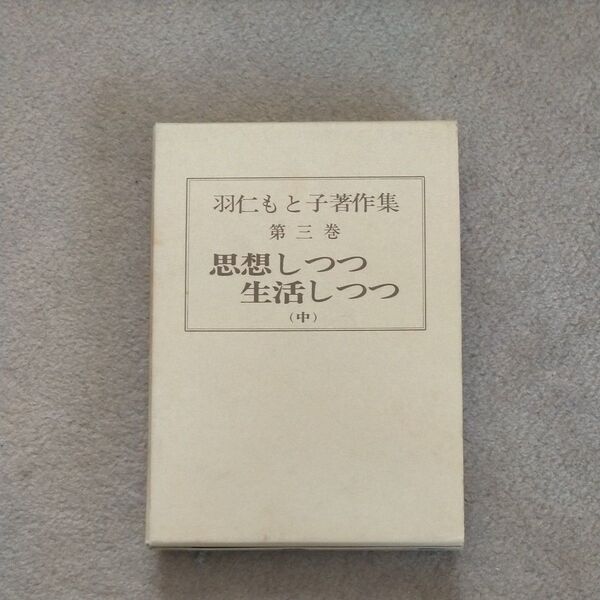 羽仁もと子著作集
第三巻
思想しつつ
生活しつつ
（中）